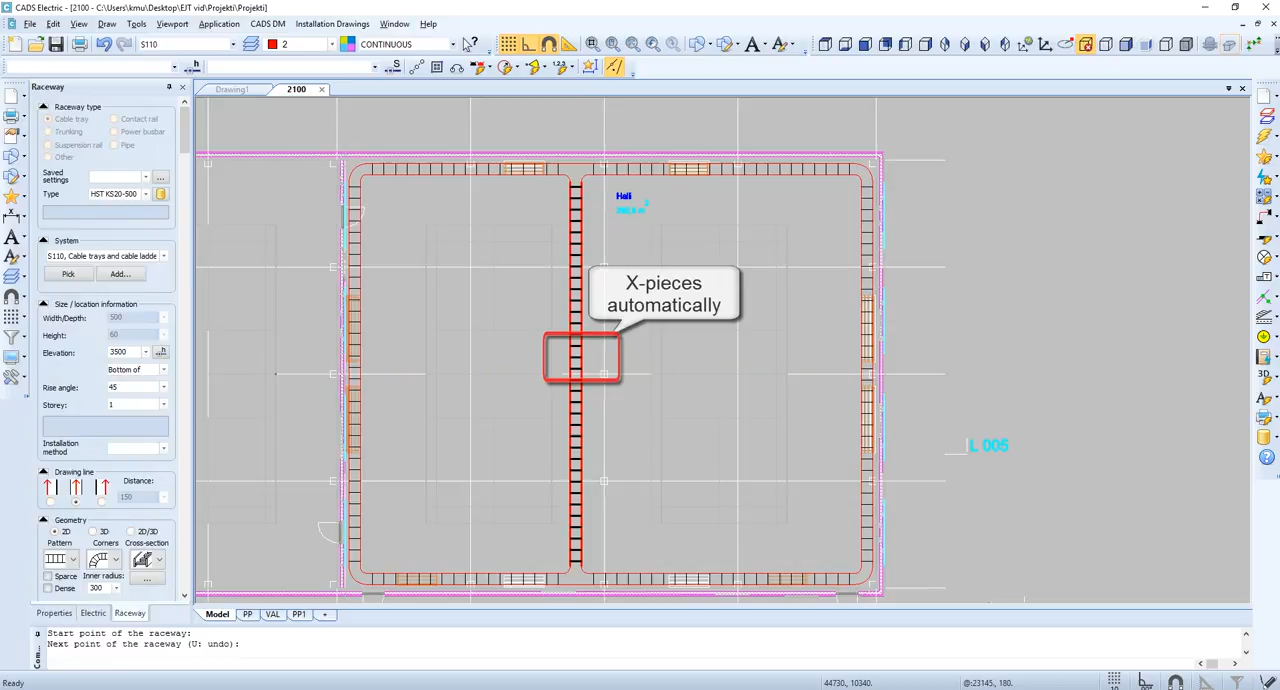 CADS Electric - [2100 - C:\Users\krnu\Desktop\EJT vid\Projekti\Projekti]
File Edit View Draw Tools Viewport Application CADS DM Installation Drawings Window Help
S110 2 CONTINUOUS
Raceway
Drawing1 2100
Raceway type
Cable tray Contact rail
Trunking Power busbar
Suspension rail Pipe
Other
Saved settings
Type HST KS20-500
System
S110, Cable trays and cable ladde
Pick Add...
Size / location information
Width/Depth: 500
Height: 60
Elevation: 3500
Bottom of
Rise angle: 45
Storey: 1
Installation method
Drawing line
Distance:
150
Geometry
2D 3D 2D/3D
Pattern Corners Cross-section
Sparse Inner radius:
Dense 300
Halli
X-pieces
automatically
L 005
Properties Electric Raceway
Model PP VAL PP1 +
Start point of the raceway:
Next point of the raceway (U: undo):
Com...
Ready 44730., 10340. @:23145., 180.